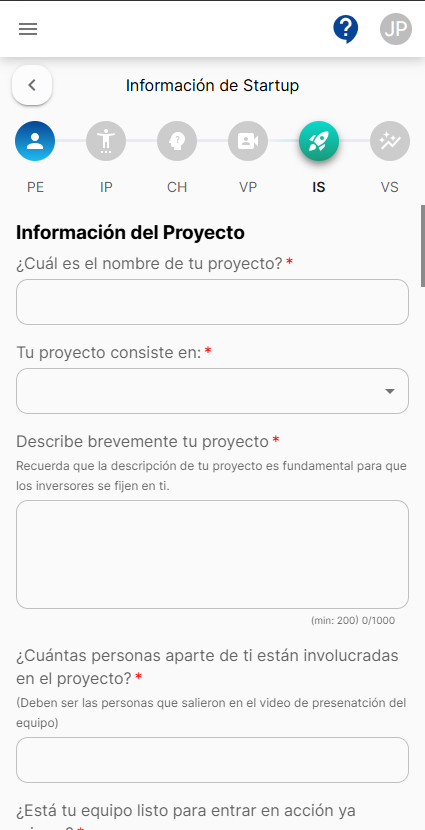 JP
Información de Startup
PE IP CH VP IS VS
Información del Proyecto
¿Cuál es el nombre de tu proyecto? *
Tu proyecto consiste en: *
Describe brevemente tu proyecto *
Recuerda que la descripción de tu proyecto es fundamental para que
los inversores se fijen en ti.
(min: 200) 0/1000
¿Cuántas personas aparte de ti están involucradas
en el proyecto? *
(Deben ser las personas que salieron en el video de presenatción del
equipo)
¿Está tu equipo listo para entrar en acción ya